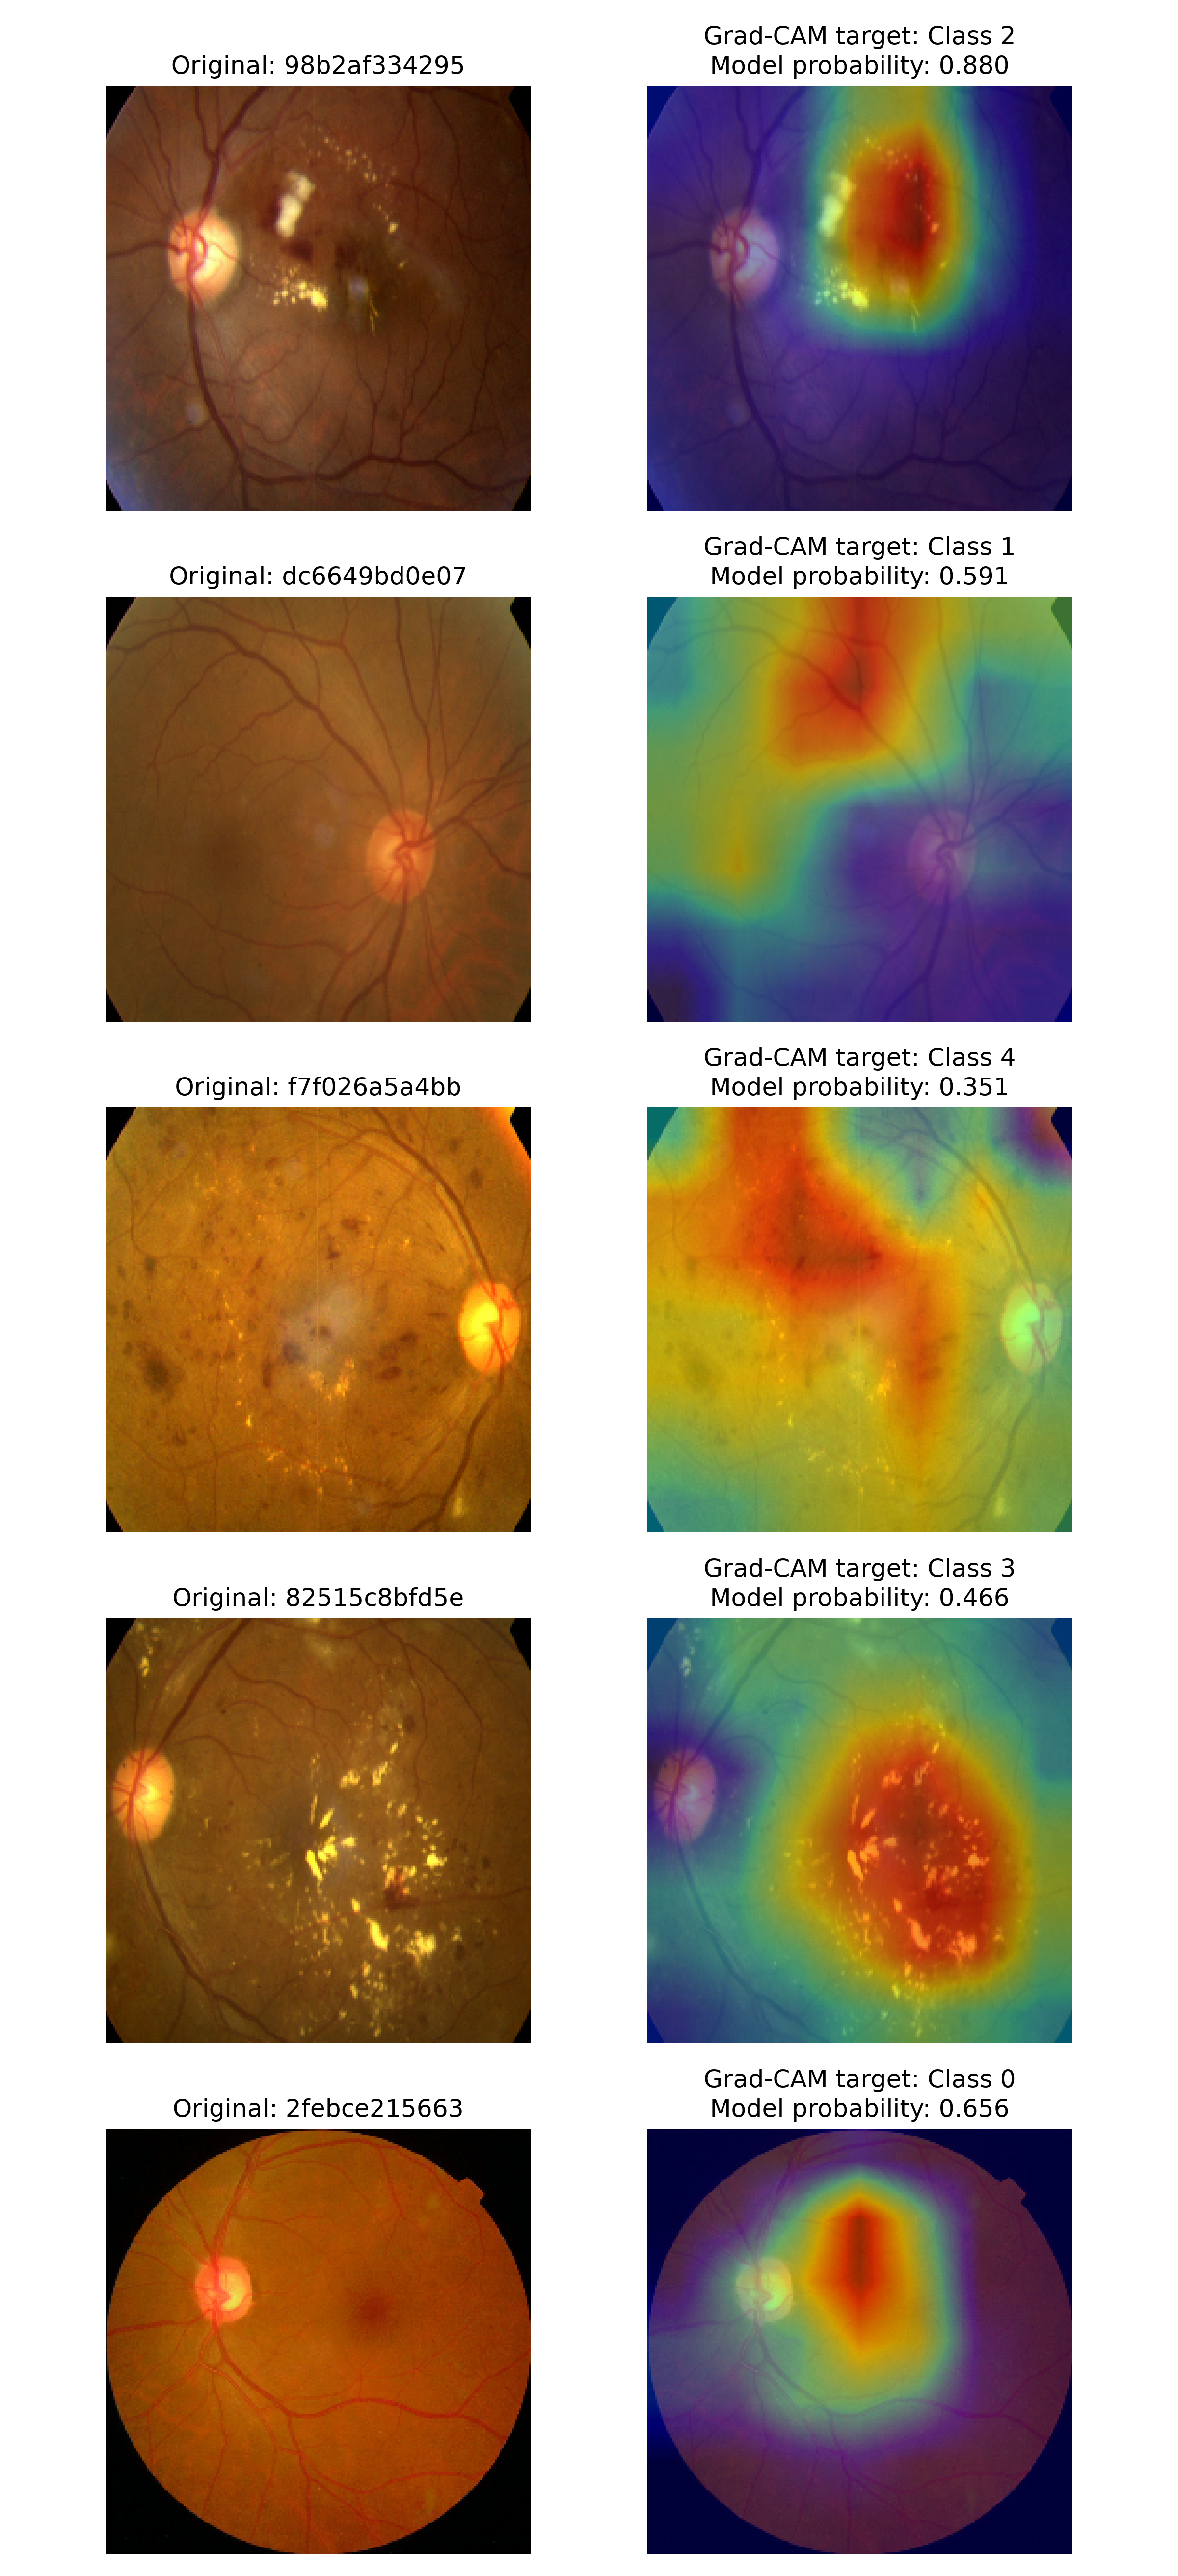 Original: 98b2af334295
Grad-CAM target: Class 2
Model probability: 0.880
Original: dc6649bd0e07
Grad-CAM target: Class 1
Model probability: 0.591
Original: f7f026a5a4bb
Grad-CAM target: Class 4
Model probability: 0.351
Original: 82515c8bfd5e
Grad-CAM target: Class 3
Model probability: 0.466
Original: 2febce215663
Grad-CAM target: Class 0
Model probability: 0.656